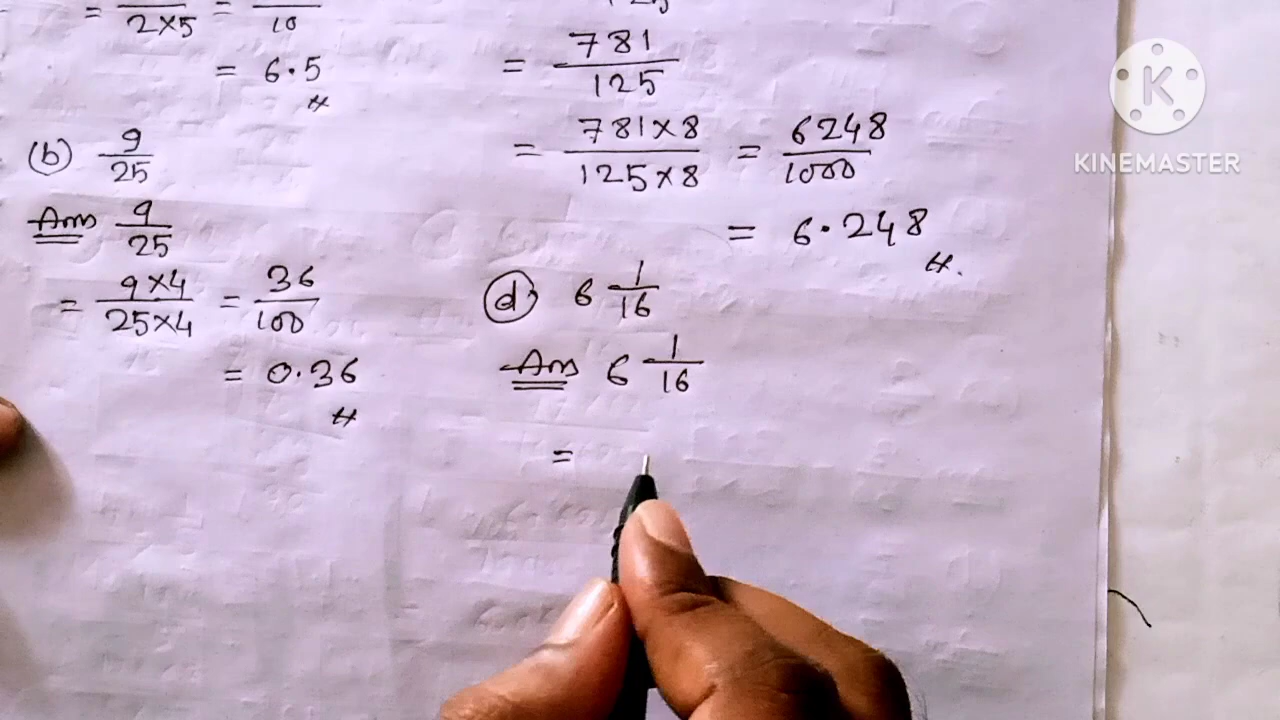 = ― / 2×5 = ― / 10
= 6.5
(b) 9/25
Ans 9/25
= 9×4/25×4 = 36/100
= 0.36
= 781/125
= 781×8/125×8 = 6248/1000
= 6.248
(d) 6 1/16
Ans 6 1/16
=
K
KINEMASTER